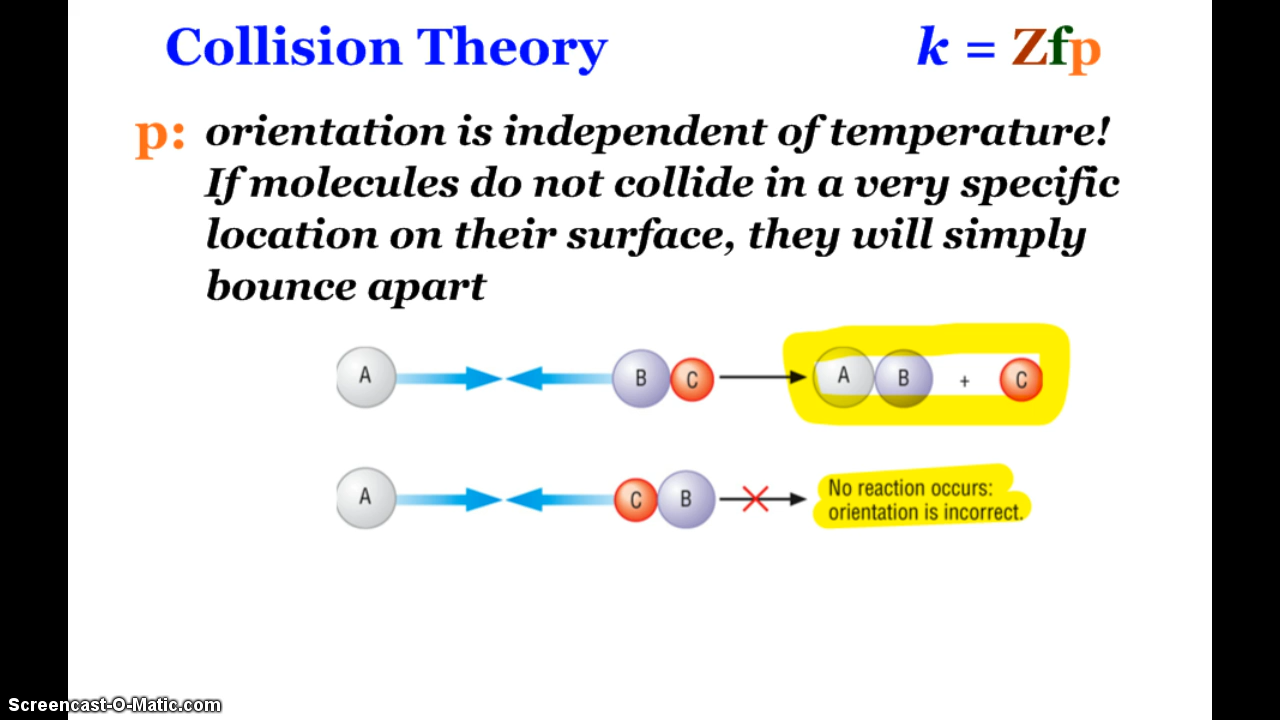 Collision Theory k = Zfp
p: orientation is independent of temperature!
If molecules do not collide in a very specific
location on their surface, they will simply
bounce apart
A B C A B + C
A C B No reaction occurs:
orientation is incorrect.
Screencast-O-Matic.com